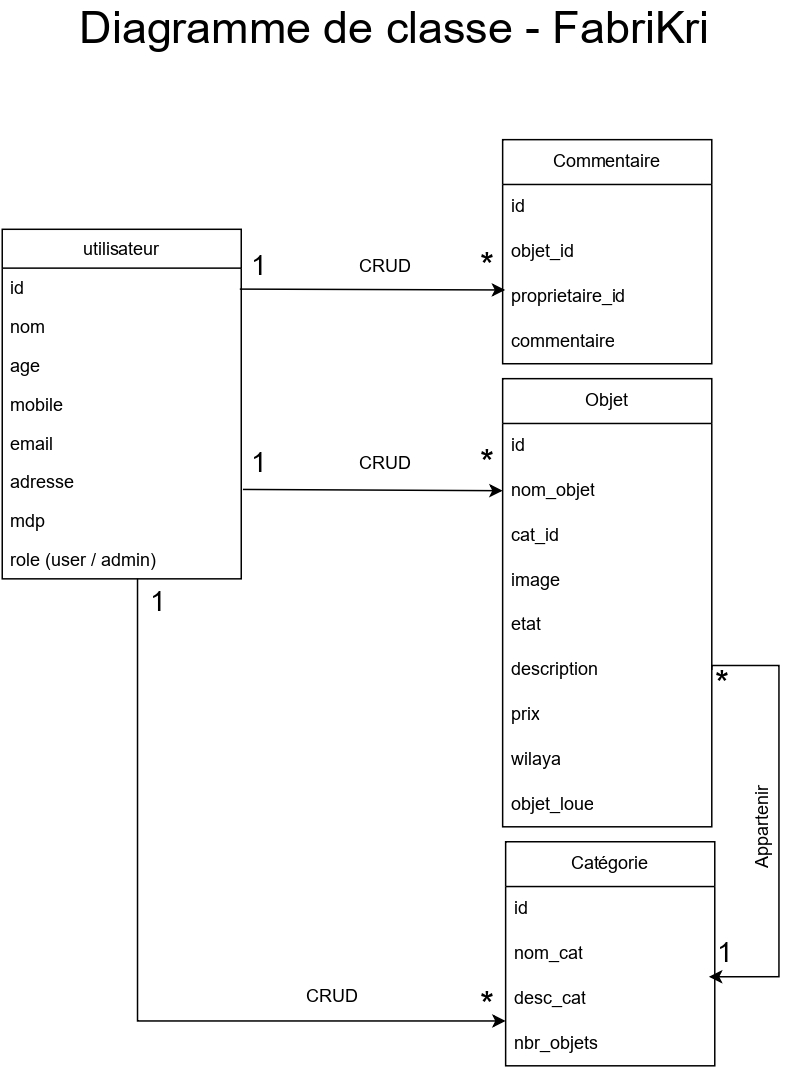 Diagramme de classe - FabriKri
utilisateur
id
nom
age
mobile
email
adresse
mdp
role (user / admin)
1
CRUD
*
Commentaire
id
objet_id
proprietaire_id
commentaire
1
CRUD
*
Objet
id
nom_objet
cat_id
image
etat
description
prix
wilaya
objet_loue
*
Appartenir
1
1
CRUD
*
Catégorie
id
nom_cat
desc_cat
nbr_objets